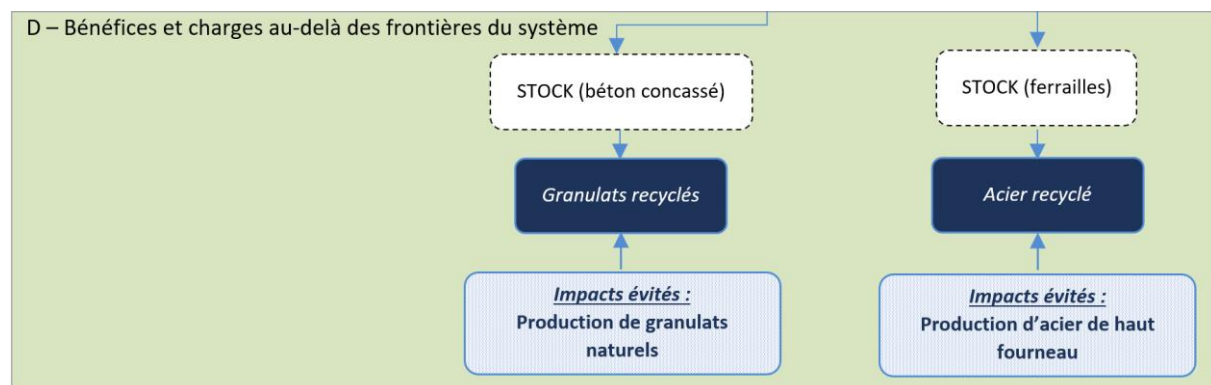 D – Bénéfices et charges au-delà des frontières du système
STOCK (béton concassé)
STOCK (ferrailles)
Granulats recyclés
Acier recyclé
Impacts évités :
Production de granulats
naturels
Impacts évités :
Production d’acier de haut
fourneau